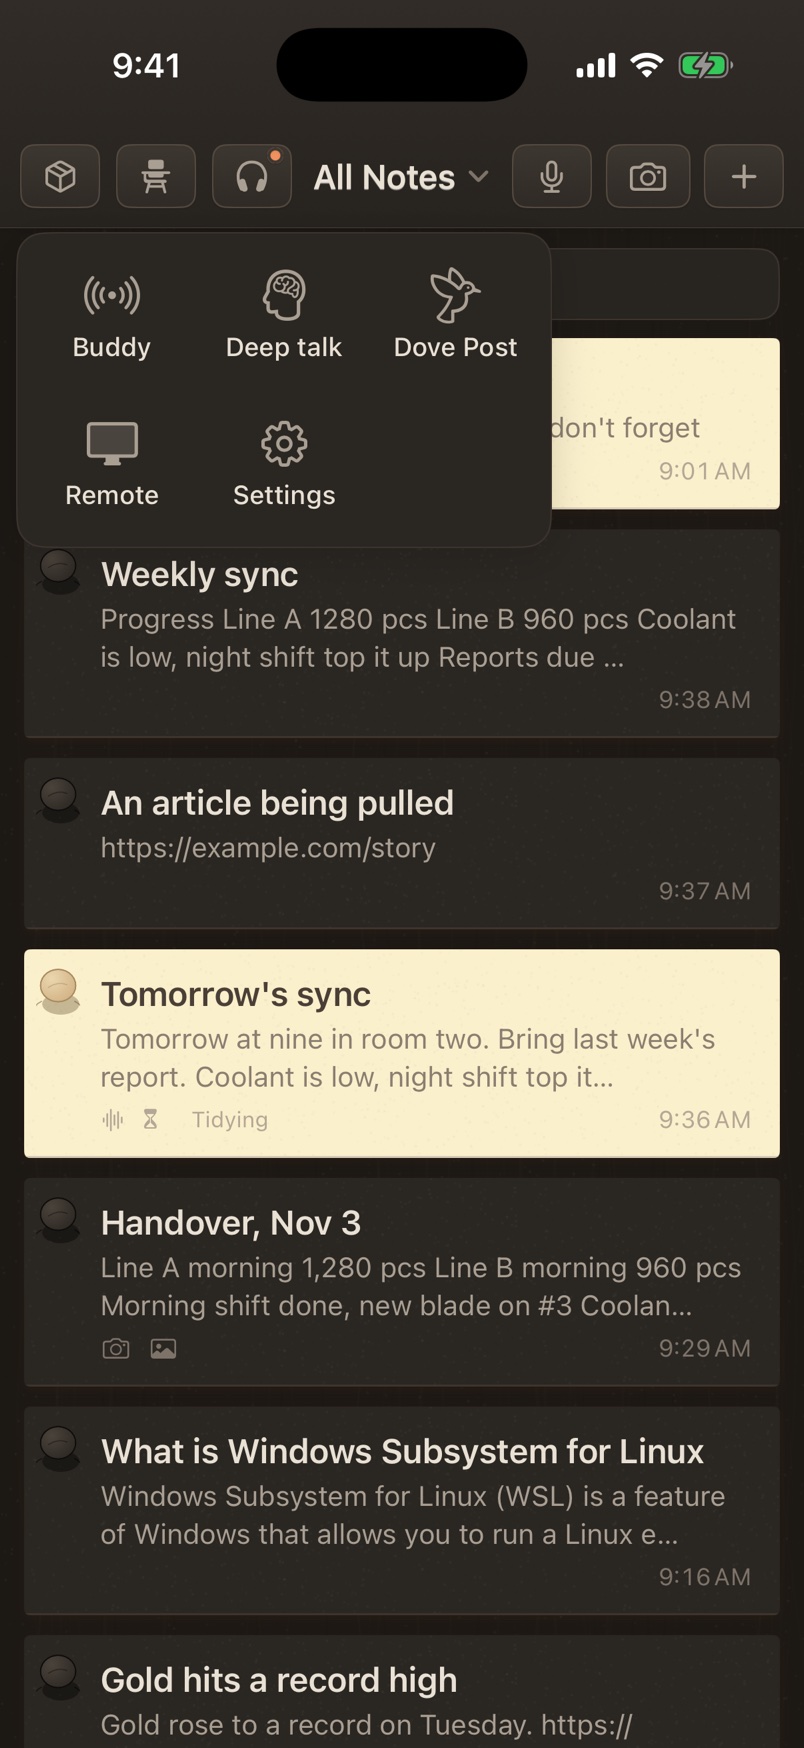 9:41
All Notes
Buddy
Deep talk
Dove Post
Remote
Settings
don't forget
9:01 AM
Weekly sync
Progress Line A 1280 pcs Line B 960 pcs Coolant
is low, night shift top it up Reports due ...
9:38 AM
An article being pulled
https://example.com/story
9:37 AM
Tomorrow's sync
Tomorrow at nine in room two. Bring last week's
report. Coolant is low, night shift top it...
Tidying
9:36 AM
Handover, Nov 3
Line A morning 1,280 pcs Line B morning 960 pcs
Morning shift done, new blade on #3 Coolan...
9:29 AM
What is Windows Subsystem for Linux
Windows Subsystem for Linux (WSL) is a feature
of Windows that allows you to run a Linux e...
9:16 AM
Gold hits a record high
Gold rose to a record on Tuesday. https://